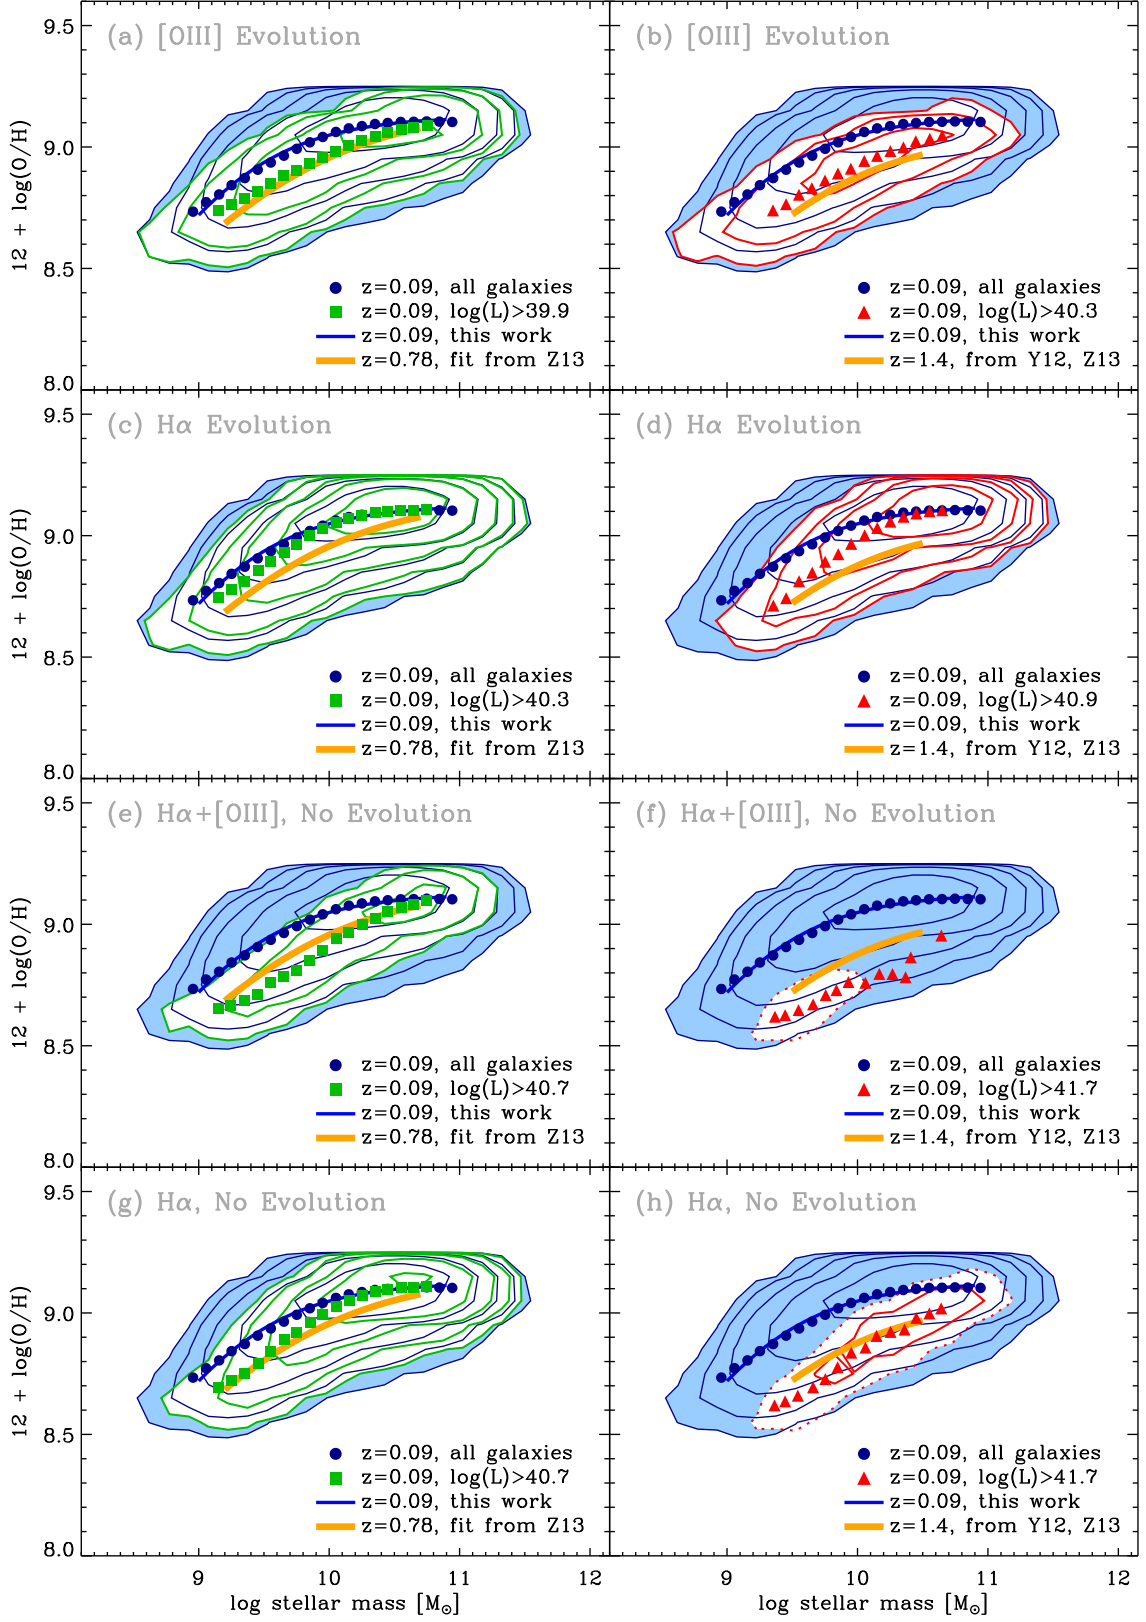 (a) [OIII] Evolution
(b) [OIII] Evolution
9.5
9.0
8.5
8.0
12 + log(O/H)
z=0.09, all galaxies
z=0.09, log(L)>39.9
z=0.09, this work
z=0.78, fit from Z13
z=0.09, all galaxies
z=0.09, log(L)>40.3
z=0.09, this work
z=1.4, from Y12, Z13
(c) Hα Evolution
(d) Hα Evolution
9.5
9.0
8.5
8.0
12 + log(O/H)
z=0.09, all galaxies
z=0.09, log(L)>40.3
z=0.09, this work
z=0.78, fit from Z13
z=0.09, all galaxies
z=0.09, log(L)>40.9
z=0.09, this work
z=1.4, from Y12, Z13
(e) Hα+[OIII], No Evolution
(f) Hα+[OIII], No Evolution
9.5
9.0
8.5
8.0
12 + log(O/H)
z=0.09, all galaxies
z=0.09, log(L)>40.7
z=0.09, this work
z=0.78, fit from Z13
z=0.09, all galaxies
z=0.09, log(L)>41.7
z=0.09, this work
z=1.4, from Y12, Z13
(g) Hα, No Evolution
(h) Hα, No Evolution
9.5
9.0
8.5
8.0
12 + log(O/H)
z=0.09, all galaxies
z=0.09, log(L)>40.7
z=0.09, this work
z=0.78, fit from Z13
z=0.09, all galaxies
z=0.09, log(L)>41.7
z=0.09, this work
z=1.4, from Y12, Z13
9 10 11 12
9 10 11 12
log stellar mass [M⊙]
log stellar mass [M⊙]